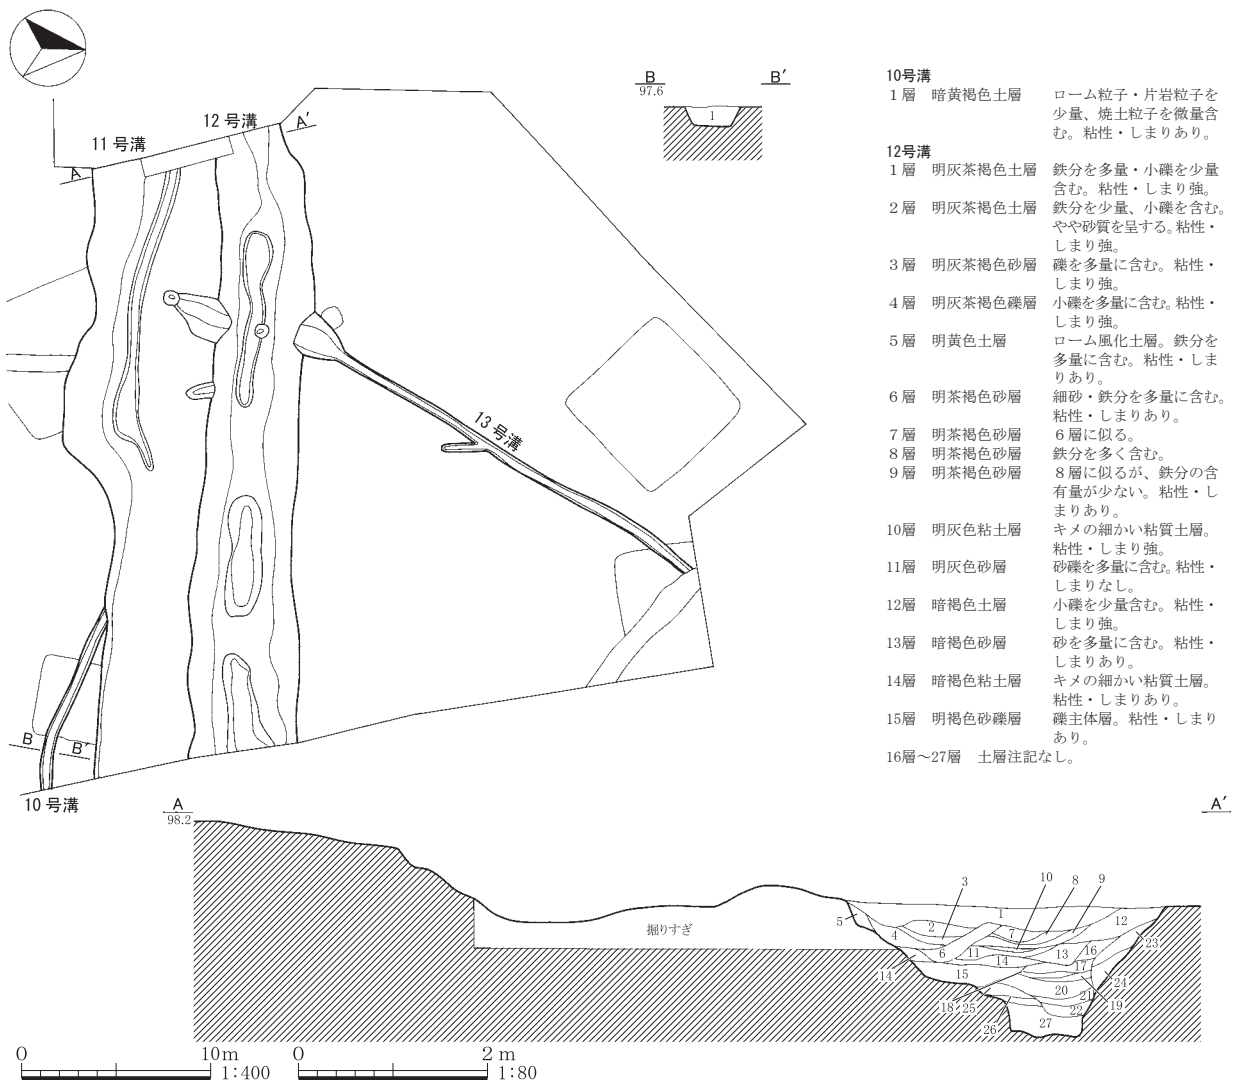 11号溝
12号溝
A
A′
13号溝
B
B′
10号溝
B
97.6
B′
1
10号溝
1層 暗黄褐色土層 ローム粒子・片岩粒子を
少量、焼土粒子を微量含
む。粘性・しまりあり。
12号溝
1層 明灰茶褐色土層 鉄分を多量・小礫を少量
含む。粘性・しまり強。
2層 明灰茶褐色土層 鉄分を少量、小礫を含む。
やや砂質を呈する。粘性・
しまり強。
3層 明灰茶褐色砂層 礫を多量に含む。粘性・
しまり強。
4層 明灰茶褐色礫層 小礫を多量に含む。粘性・
しまり強。
5層 明黄色土層 ローム風化土層。鉄分を
多量に含む。粘性・しま
りあり。
6層 明茶褐色砂層 細砂・鉄分を多量に含む。
粘性・しまりあり。
7層 明茶褐色砂層 6層に似る。
8層 明茶褐色砂層 鉄分を多く含む。
9層 明茶褐色砂層 8層に似るが、鉄分の含
有量が少ない。粘性・し
まりあり。
10層 明灰色粘土層 キメの細かい粘質土層。
粘性・しまり強。
11層 明灰色砂層 砂礫を多量に含む。粘性・
しまりなし。
12層 暗褐色土層 小礫を少量含む。粘性・
しまり強。
13層 暗褐色砂層 砂を多量に含む。粘性・
しまりあり。
14層 暗褐色粘土層 キメの細かい粘質土層。
粘性・しまりあり。
15層 明褐色砂礫層 礫主体層。粘性・しまり
あり。
16層～27層 土層注記なし。
A
98.2
A′
掘りすぎ
3
10
8
9
5
4
2
1
7
12
6
11
14
13
16
23
14
15
17
24
18
25
20
21
19
26
27
22
0 10m
1:400
0 2m
1:80